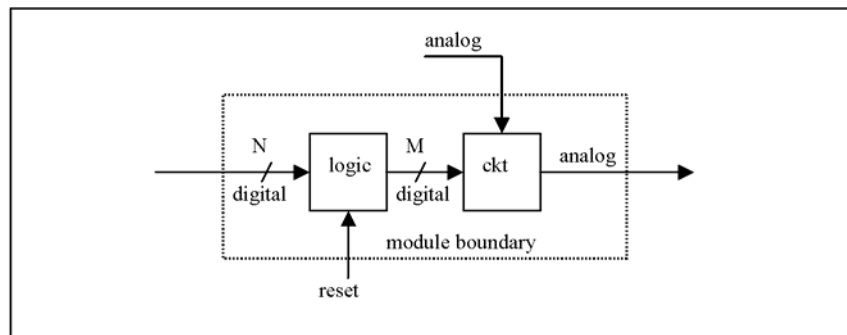 analog
N
M
logic
ckt
analog
digital
digital
module boundary
reset